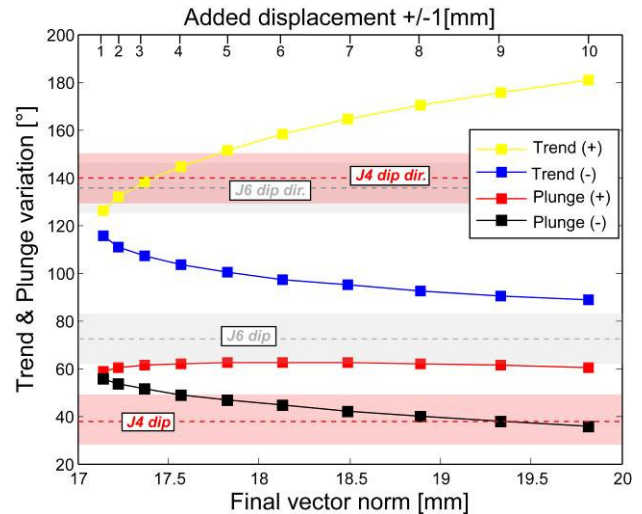 Added displacement +/-1[mm]
1 2 3 4 5 6 7 8 9 10
200
180
160
140
120
100
80
60
40
20
Trend & Plunge variation [°]
J4 dip dir.
J6 dip dir.
Trend (+)
Trend (-)
Plunge (+)
Plunge (-)
J6 dip
J4 dip
17 17.5 18 18.5 19 19.5 20
Final vector norm [mm]